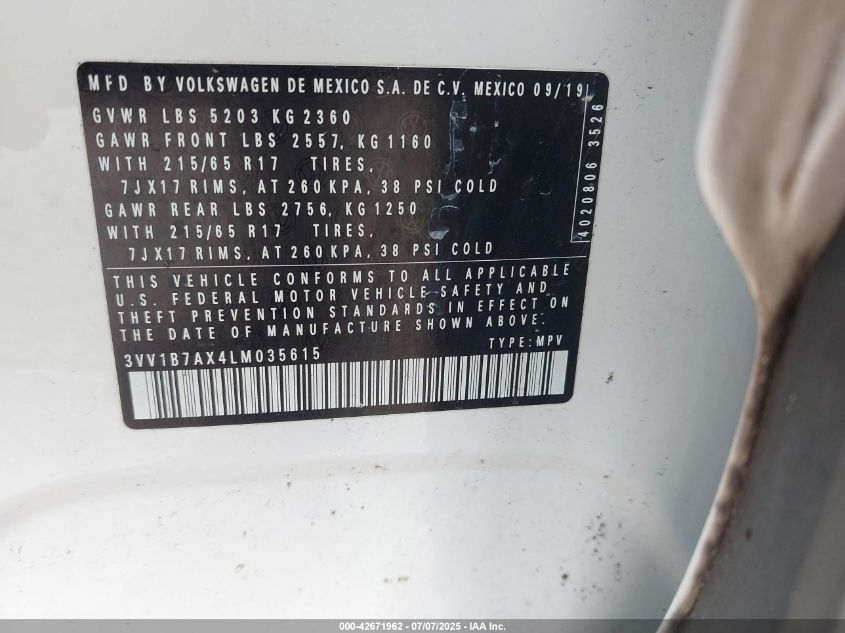 MFD BY VOLKSWAGEN DE MEXICO S.A. DE C.V. MEXICO 09/19
GVWR LBS 5203 KG 2360
GAWR FRONT LBS 2557, KG 1160
WITH 215/65 R17 TIRES,
7JX17 RIMS, AT 260 KPA, 38 PSI COLD
GAWR REAR LBS 2756, KG 1250
WITH 215/65 R17 TIRES,
7JX17 RIMS, AT 260 KPA, 38 PSI COLD
4020806 3526
THIS VEHICLE CONFORMS TO ALL APPLICABLE
U.S. FEDERAL MOTOR VEHICLE SAFETY AND
THEFT PREVENTION STANDARDS IN EFFECT ON
THE DATE OF MANUFACTURE SHOWN ABOVE.
TYPE: MPV
3VV1B7AX4LM035615
000-42671962 - 07/07/2025 - IAA Inc.